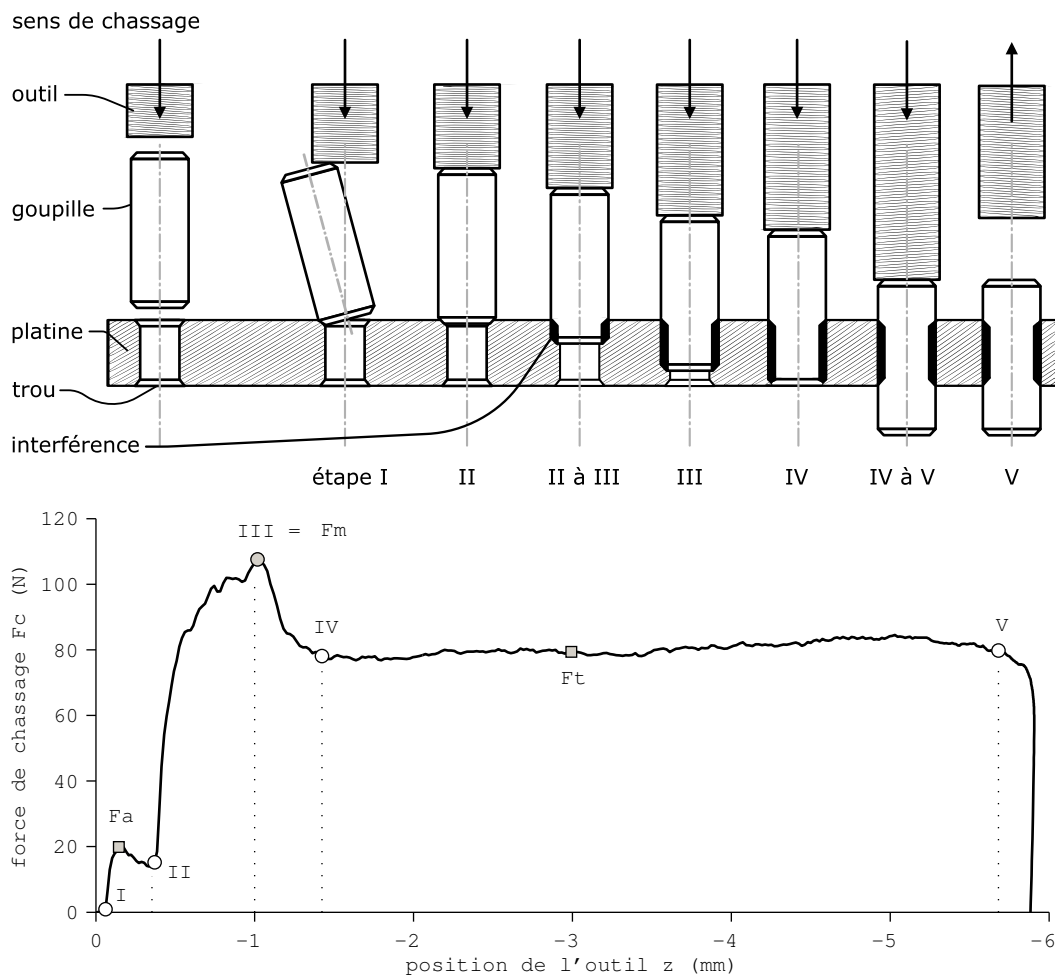 sens de chassage
outil
goupille
platine
trou
interférence
étape I II II à III III IV IV à V V
120
III = Fm
100
IV
V
80
Ft
60
40
Fa
20
II
I
0
0 −1 −2 −3 −4 −5 −6
force de chassage Fc (N)
position de l'outil z (mm)